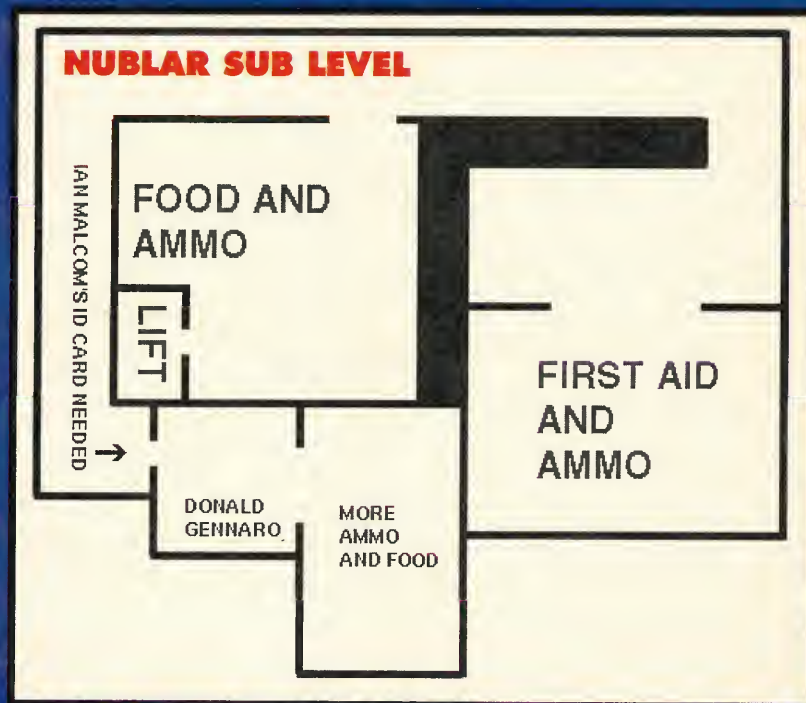 NUBLAR SUB LEVEL
IAN MALCOM'S ID CARD NEEDED
FOOD AND
AMMO
LIFT
FIRST AID
AND
AMMO
DONALD
GENNARO
MORE
AMMO
AND FOOD